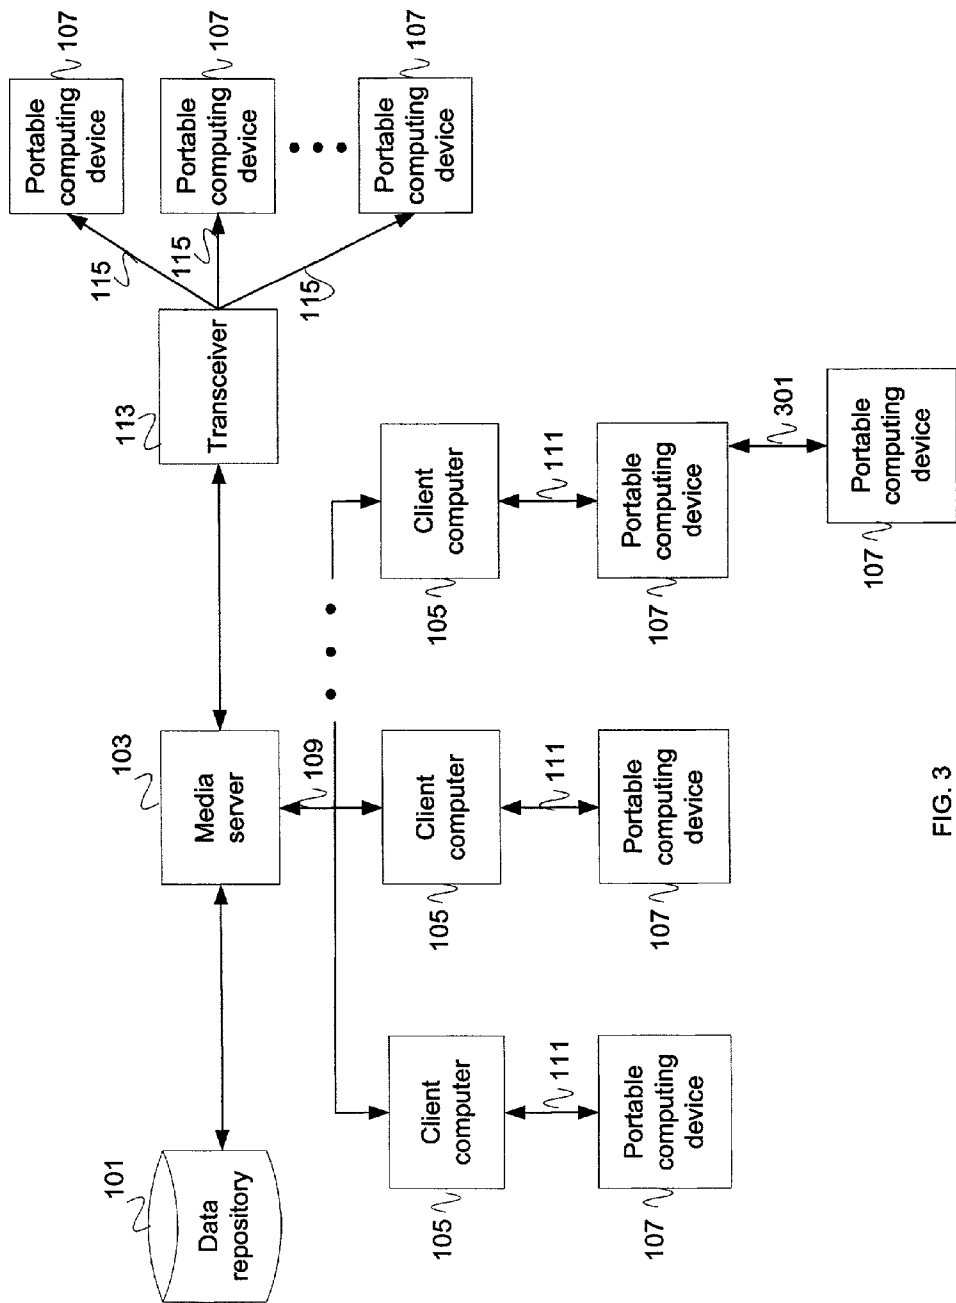 101
Data
repository
103
Media
server
113
Transceiver
115
115
115
Portable
computing
device
107
Portable
computing
device
107
Portable
computing
device
107
109
Client
computer
105
Client
computer
105
Client
computer
105
111
111
111
Portable
computing
device
107
Portable
computing
device
107
Portable
computing
device
107
301
Portable
computing
device
107
FIG. 3